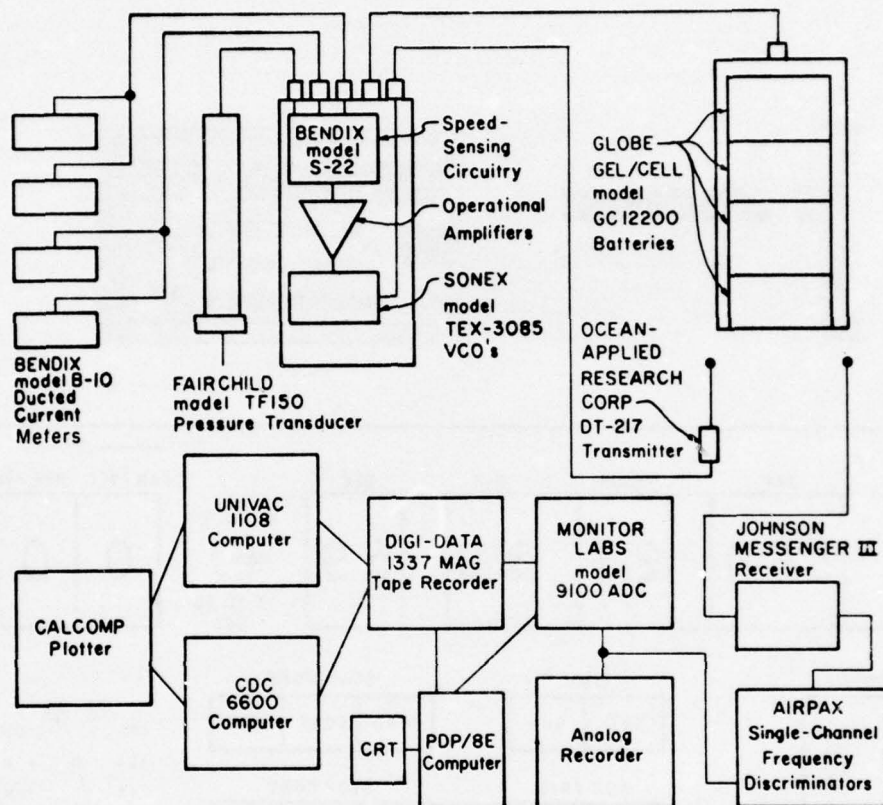 BENDIX
model
S-22
Speed-
Sensing
Circuitry
Operational
Amplifiers
SONEX
model
TEX-3085
VCO's
GLOBE
GEL/CELL
model
GC 12200
Batteries
BENDIX
model B-10
Ducted
Current
Meters
FAIRCHILD
model TF150
Pressure Transducer
OCEAN-
APPLIED
RESEARCH
CORP
DT-217
Transmitter
UNIVAC
1108
Computer
DIGI-DATA
1337 MAG
Tape Recorder
MONITOR
LABS
model
9100 ADC
JOHNSON
MESSENGER III
Receiver
CALCOMP
Plotter
CDC
6600
Computer
CRT
PDP/8E
Computer
Analog
Recorder
AIRPAX
Single-Channel
Frequency
Discriminators